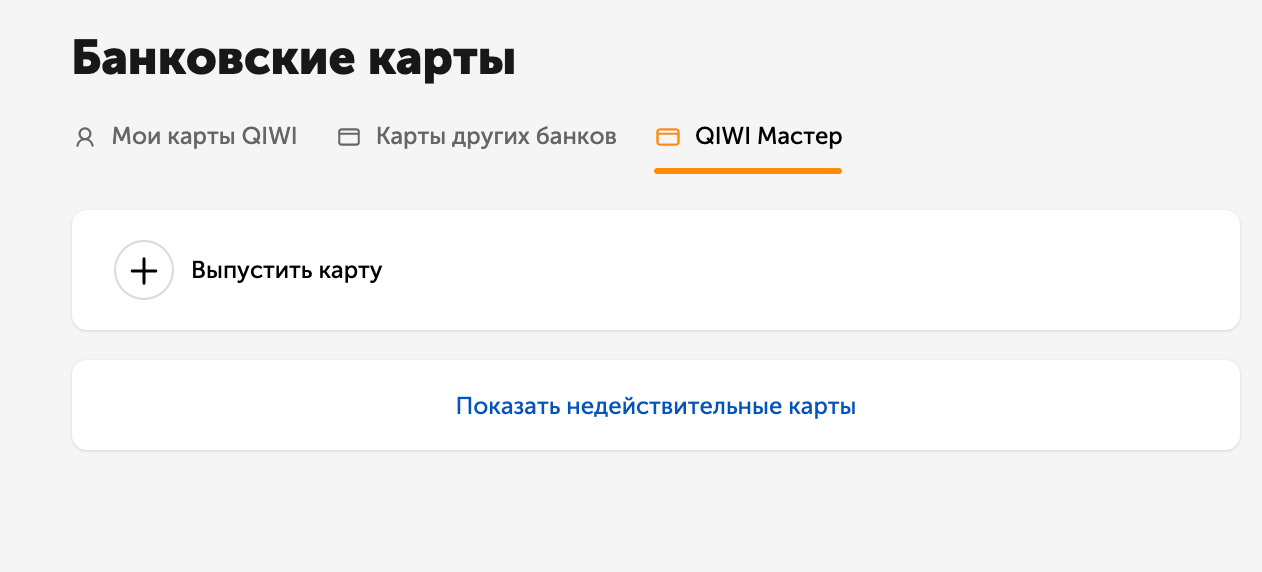 Банковские карты
Мои карты QIWI Карты других банков QIWI Мастер
Выпустить карту
Показать недействительные карты